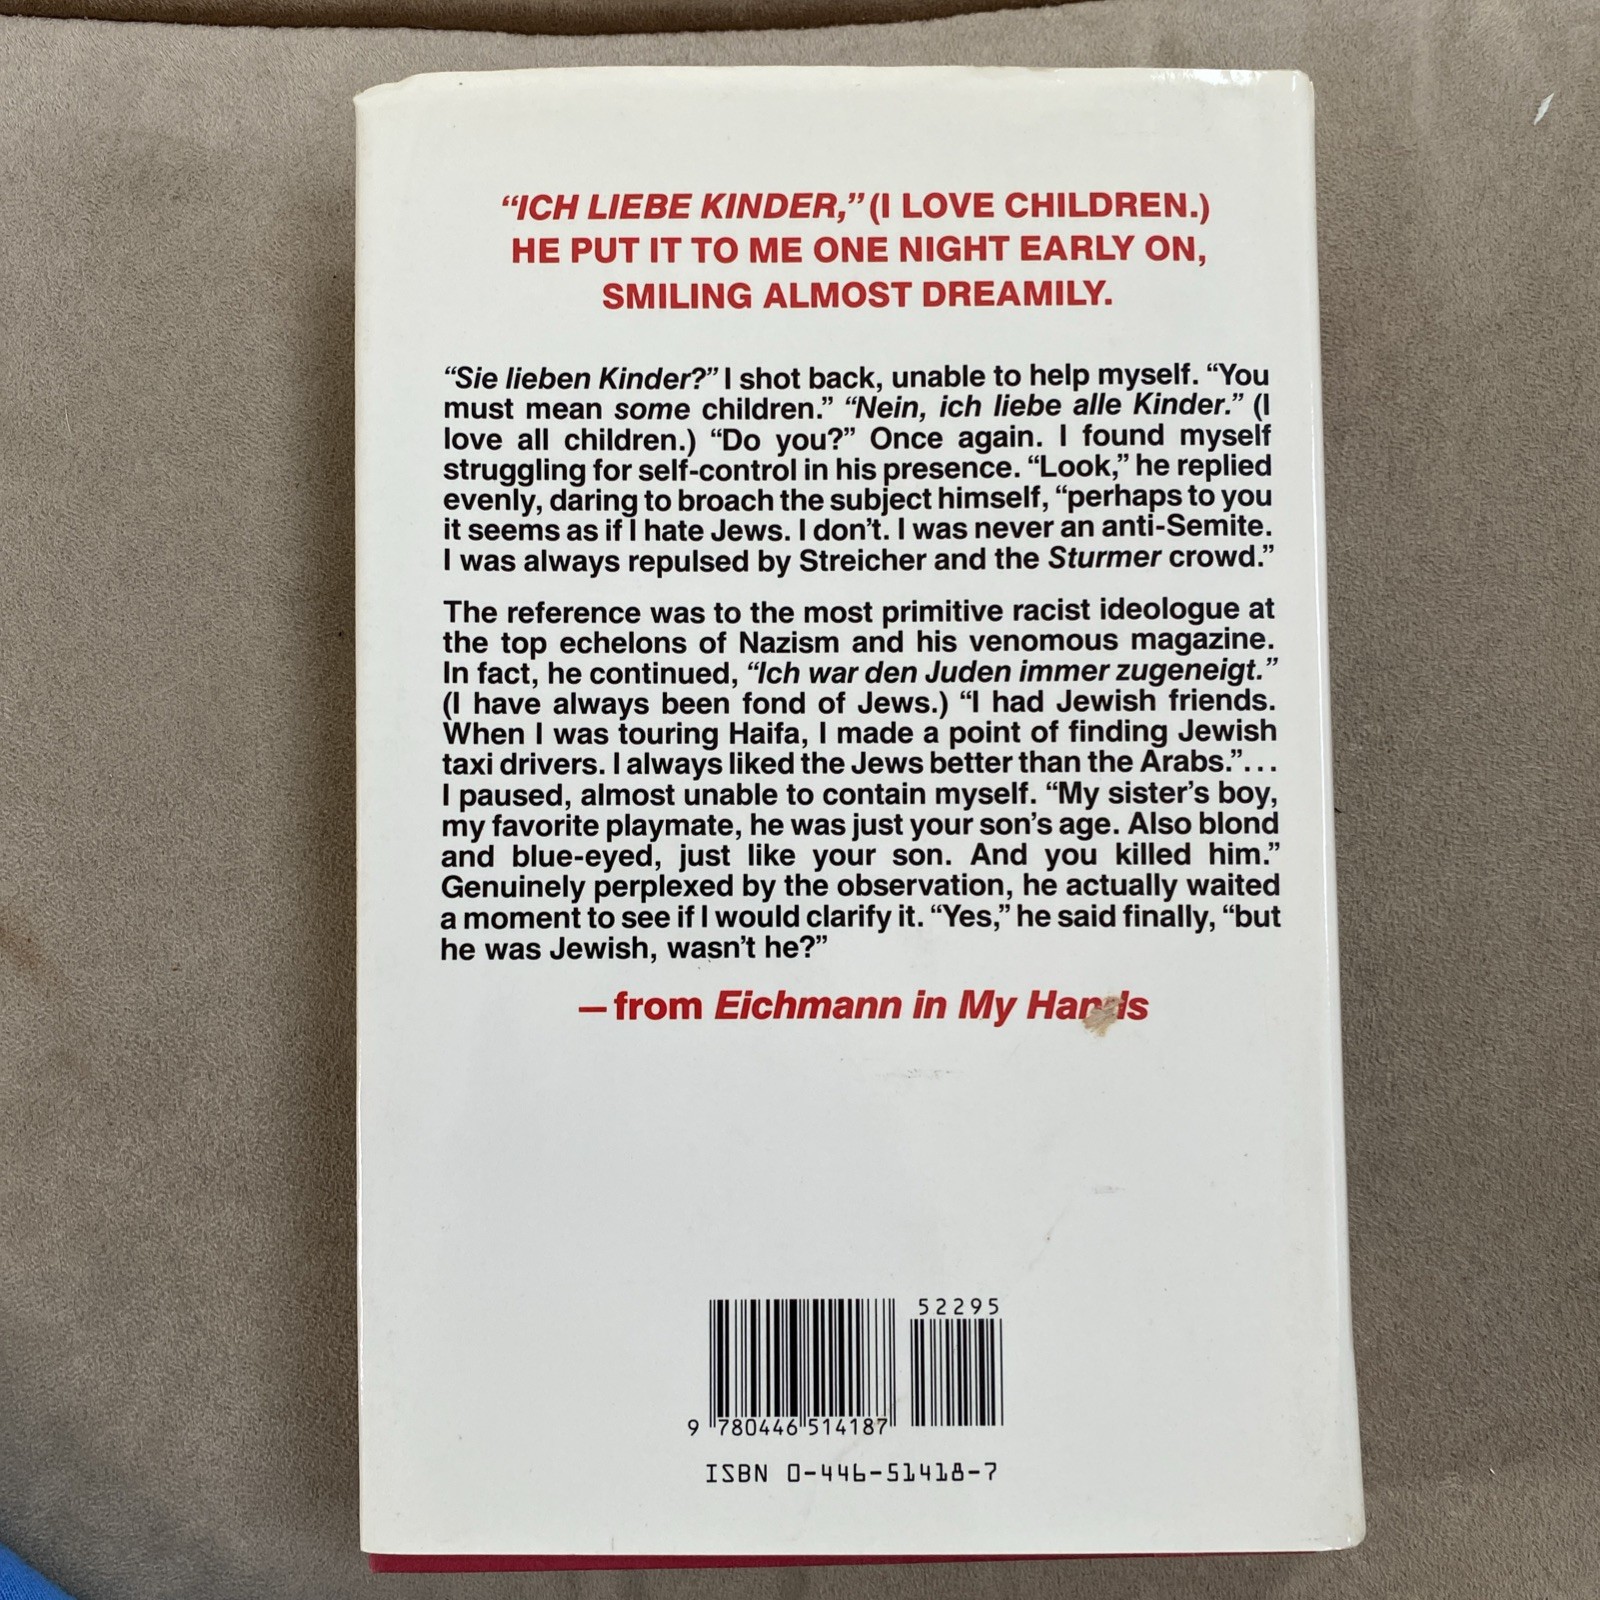 “ICH LIEBE KINDER,” (I LOVE CHILDREN.)
HE PUT IT TO ME ONE NIGHT EARLY ON,
SMILING ALMOST DREAMILY.
“Sie lieben Kinder?” I shot back, unable to help myself. “You
must mean some children.” “Nein, ich liebe alle Kinder.” (I
love all children.) “Do you?” Once again. I found myself
struggling for self-control in his presence. “Look,” he replied
evenly, daring to broach the subject himself, “perhaps to you
it seems as if I hate Jews. I don’t. I was never an anti-Semite.
I was always repulsed by Streicher and the Sturmer crowd.”
The reference was to the most primitive racist ideologue at
the top echelons of Nazism and his venomous magazine.
In fact, he continued, “Ich war den Juden immer zugeneigt.”
(I have always been fond of Jews.) “I had Jewish friends.
When I was touring Haifa, I made a point of finding Jewish
taxi drivers. I always liked the Jews better than the Arabs.”...
I paused, almost unable to contain myself. “My sister’s boy,
my favorite playmate, he was just your son’s age. Also blond
and blue-eyed, just like your son. And you killed him.”
Genuinely perplexed by the observation, he actually waited
a moment to see if I would clarify it. “Yes,” he said finally, “but
he was Jewish, wasn’t he?”
—from Eichmann in My Hands
52295
9 780446 514187
ISBN 0-446-51418-7